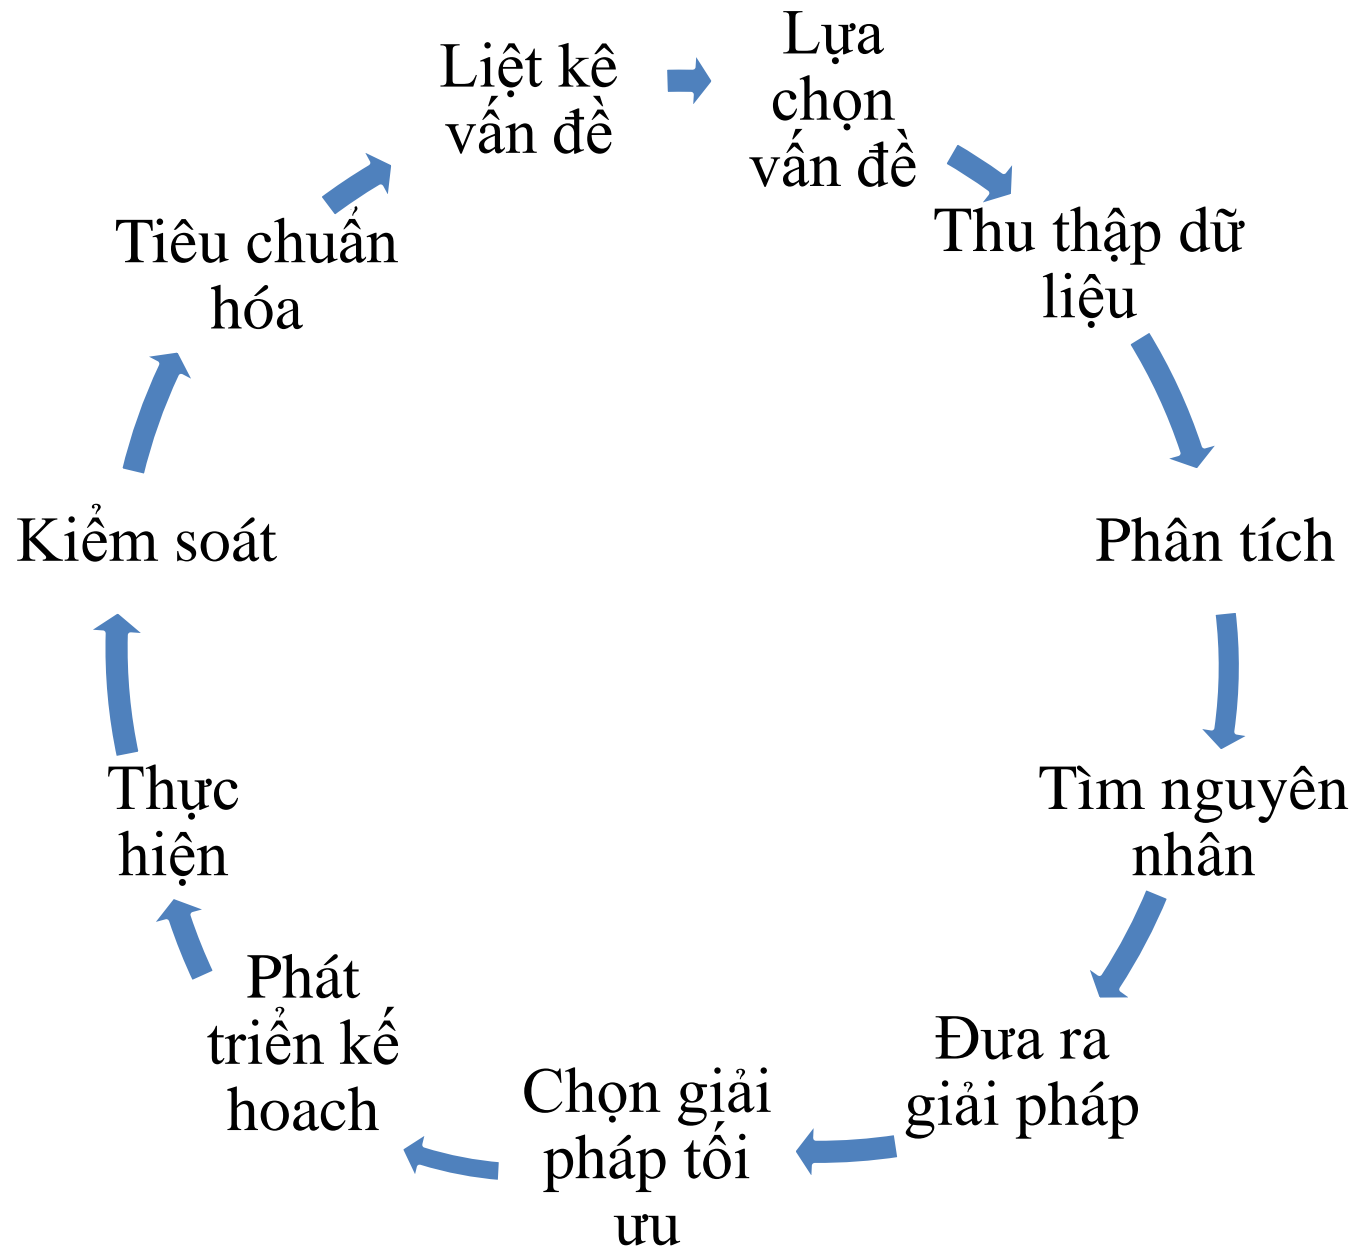 Liệt kê
vấn đề
Lựa
chọn
vấn đề
Thu thập dữ
liệu
Phân tích
Tìm nguyên
nhân
Đưa ra
giải pháp
Chọn giải
pháp tối
ưu
Phát
triển kế
hoach
Thực
hiện
Kiểm soát
Tiêu chuẩn
hóa